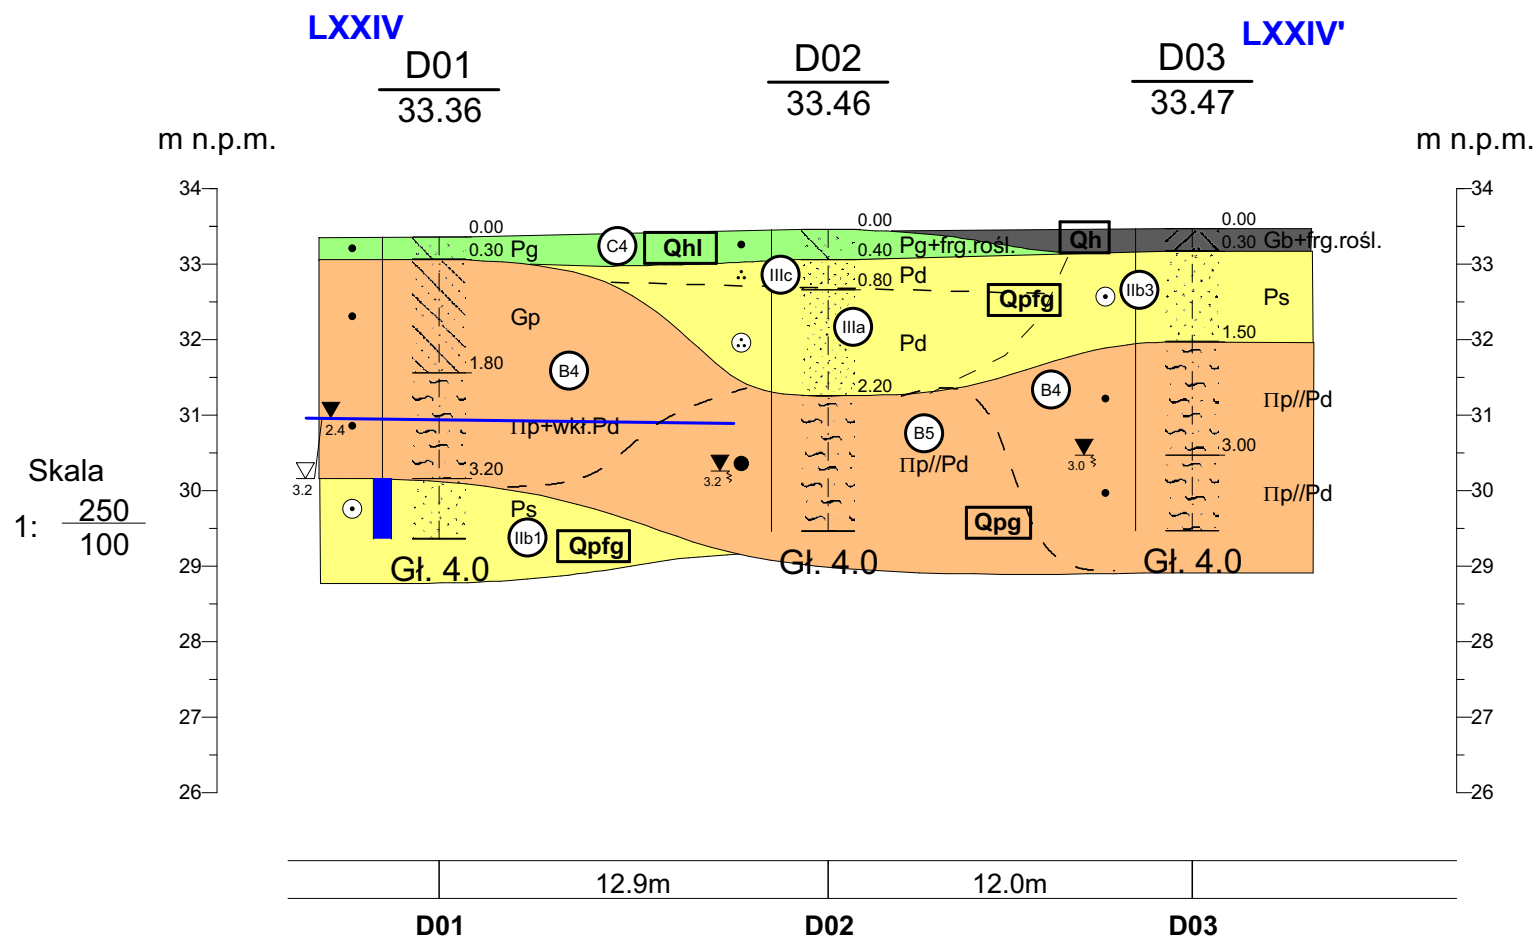 LXXIV
LXXIV'
D01
33.36
D02
33.46
D03
33.47
m n.p.m.
m n.p.m.
34
33
32
31
30
29
28
27
26
34
33
32
31
30
29
28
27
26
0.00
0.30
Pg
C4
Qhl
0.00
0.40
Pg+frg.rośl.
Qh
0.00
0.30
Gb+frg.rośl.
IIIc
0.80
Pd
Qpfg
IIb3
Ps
Gp
IIIa
Pd
1.50
1.80
B4
2.20
B4
Πp//Pd
2.4
Πp+wkł.Pd
B5
Πp//Pd
3.2
3.0
3.00
3.2
3.20
Πp//Pd
Ps
IIb1
Qpfg
Qpg
Gł. 4.0
Gł. 4.0
Gł. 4.0
Skala
1:
250
100
12.9m
12.0m
D01
D02
D03